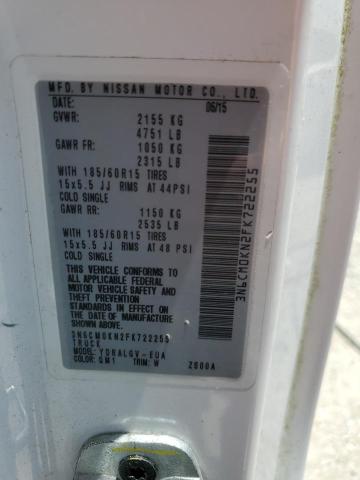 MFD. BY NISSAN MOTOR CO., LTD.
DATE: 06/15
GVWR: 2155 KG
4751 LB
GAWR FR: 1050 KG
2315 LB
WITH 185/60R15 TIRES
15x5.5 JJ RIMS AT 44PSI
COLD SINGLE
GAWR RR: 1150 KG
2535 LB
WITH 185/60R15 TIRES
15x5.5 JJ RIMS AT 48 PSI
COLD SINGLE
THIS VEHICLE CONFORMS TO
ALL APPLICABLE FEDERAL
MOTOR VEHICLE SAFETY
STANDARDS IN EFFECT ON
THE DATE OF MANUFACTURE
SHOWN ABOVE.
3N6CM0KN2FK722255
TRUCK
MODEL: YDRALGV-EUA
COLOR: QM1 TRIM: W Z600A
3N6CM0KN2FK722255